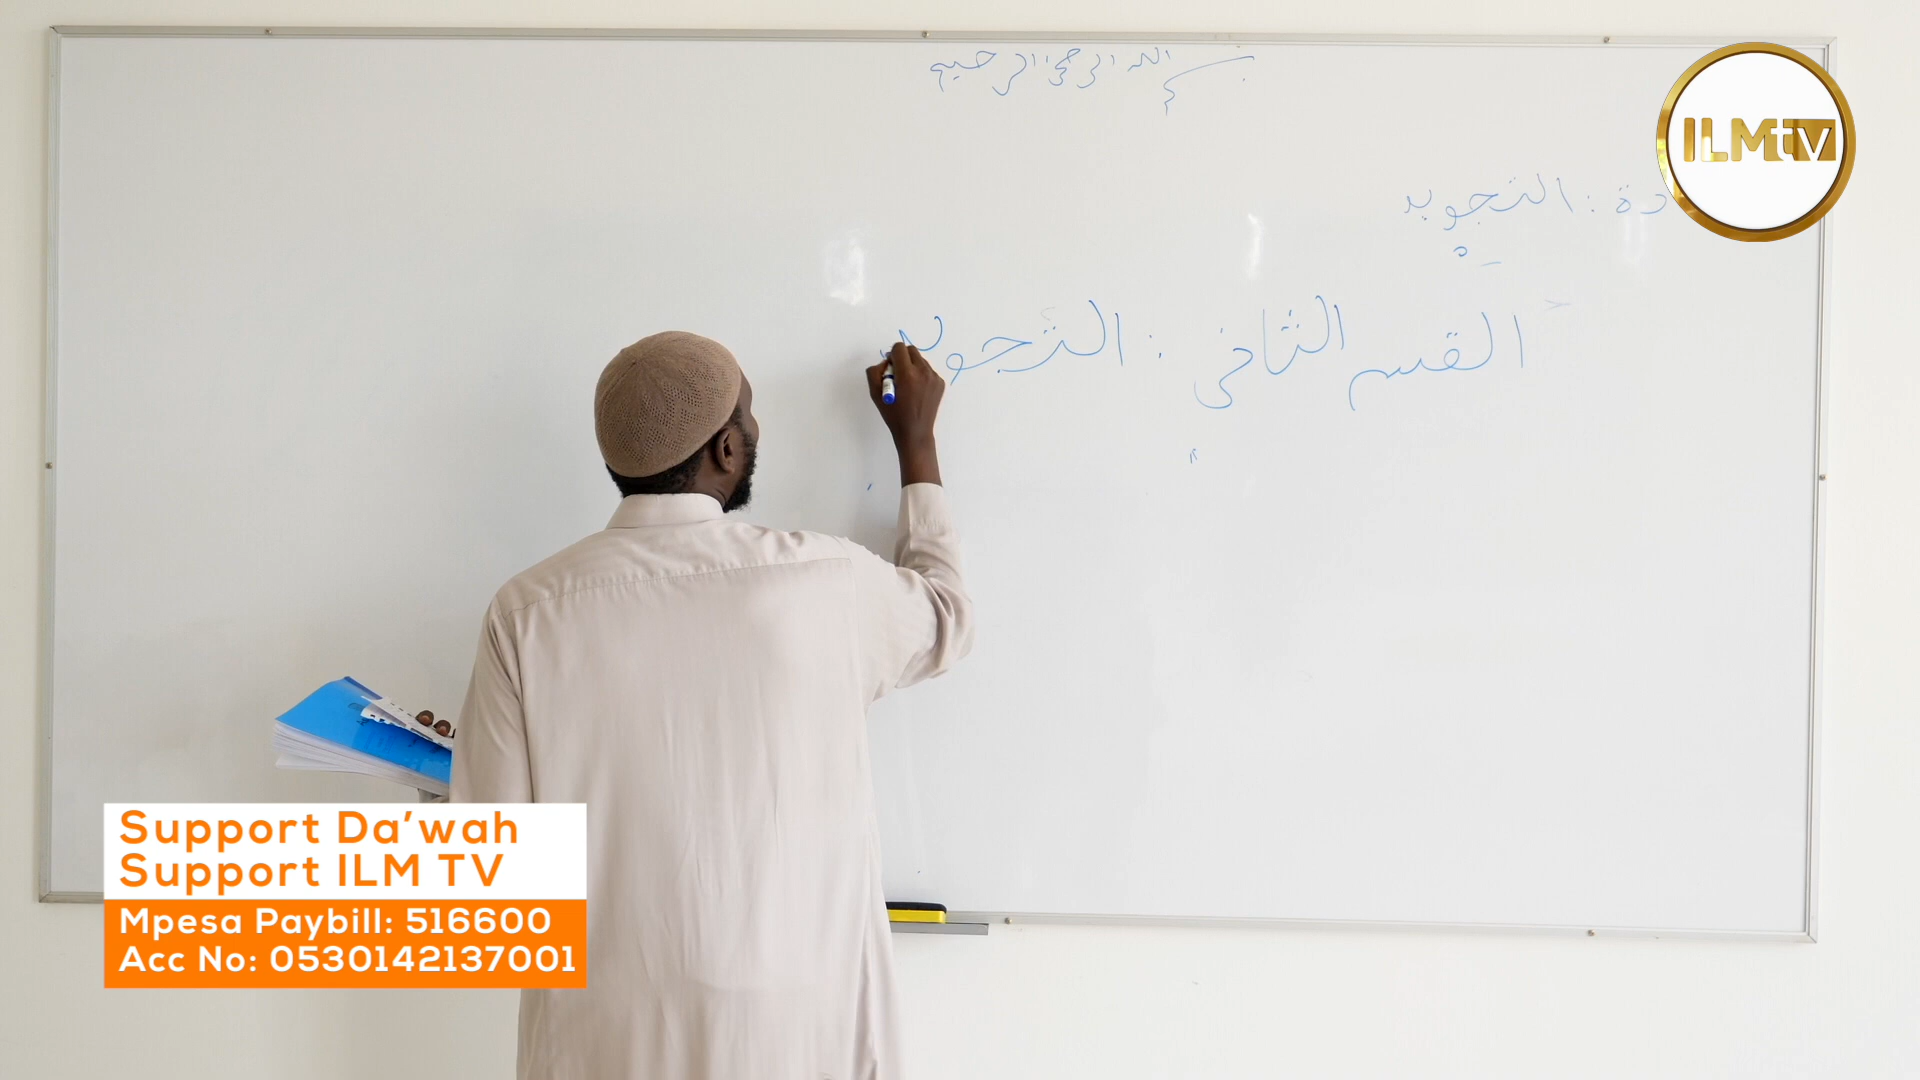 بسم الله الرحمن الرحيم
ILMtv
دة : التجويد
القسم الثاني : التجويد
Support Da’wah
Support ILM TV
Mpesa Paybill: 516600
Acc No: 0530142137001